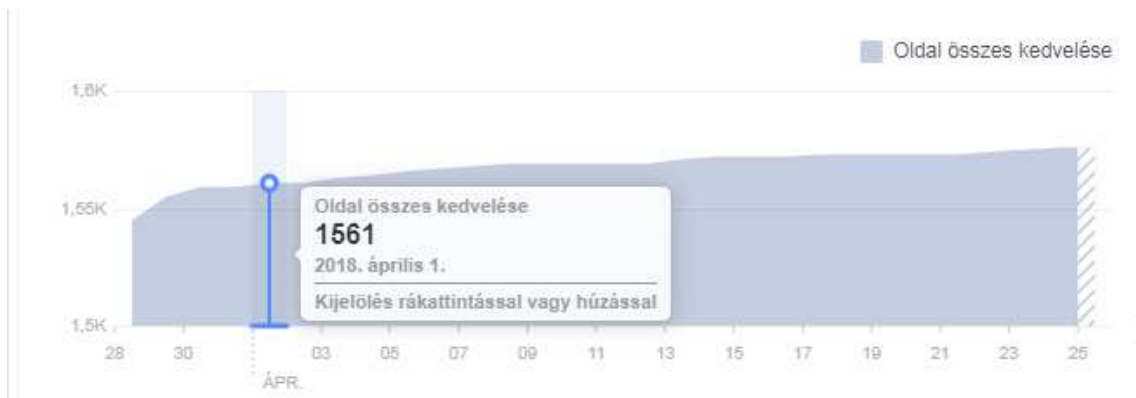 Oldal összes kedvelése
1,6K
1,55K
Oldal összes kedvelése
1561
2018. április 1.
Kijelölés rákattintással vagy húzással
1,5K
28 30 03 05 07 09 11 13 15 17 19 21 23 25
ÁPR.